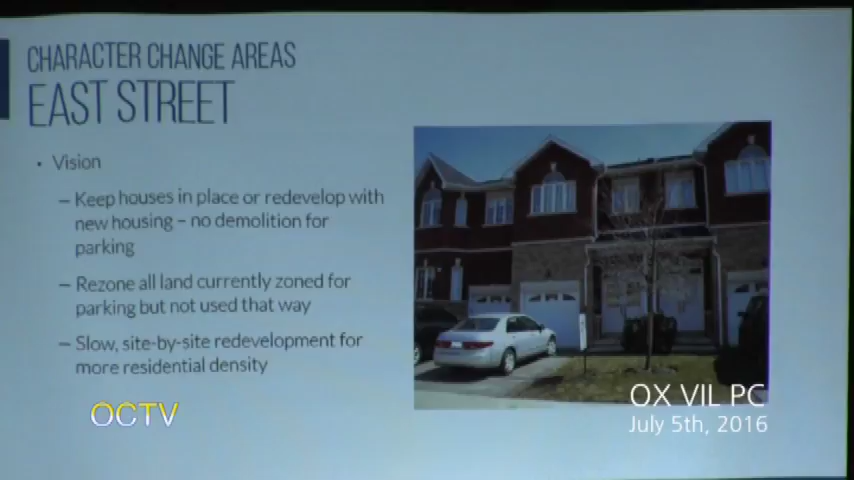 CHARACTER CHANGE AREAS
EAST STREET
• Vision
– Keep houses in place or redevelop with
new housing – no demolition for
parking
– Rezone all land currently zoned for
parking but not used that way
– Slow, site-by-site redevelopment for
more residential density
OCTV
OX VIL PC
July 5th, 2016